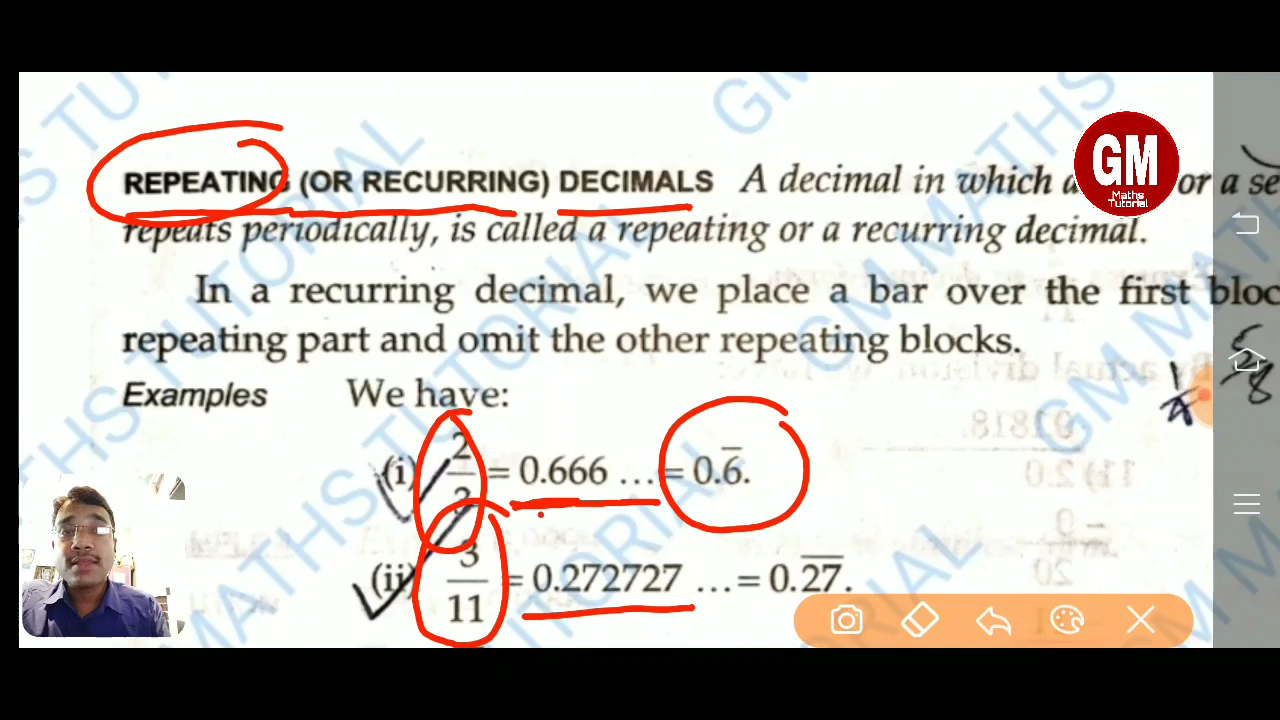 GM
Maths
Tutorial
REPEATING (OR RECURRING) DECIMALS A decimal in which a or a se
repeats periodically, is called a repeating or a recurring decimal.
In a recurring decimal, we place a bar over the first bloc
repeating part and omit the other repeating blocks.
Examples We have:
(i) 2/3 = 0.666 ... = 0.6̅.
(ii) 3/11 = 0.272727 ... = 0.2̅7̅.